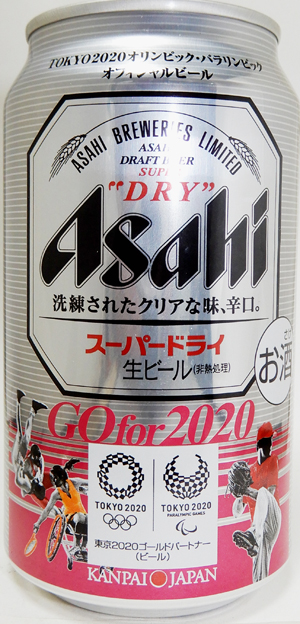 TOKYO2020オリンピック・パラリンピック
オフィシャルビール
ASAHI BREWERIES LIMITED
ASAHI
DRAFT BEER
SUPER
"DRY"
Asahi
洗練されたクリアな味、辛口。
スーパードライ
生ビール(非熱処理)
お酒
GO for 2020
TOKYO 2020
TOKYO 2020
PARALYMPIC GAMES
東京2020ゴールドパートナー
(ビール)
KANPAI JAPAN